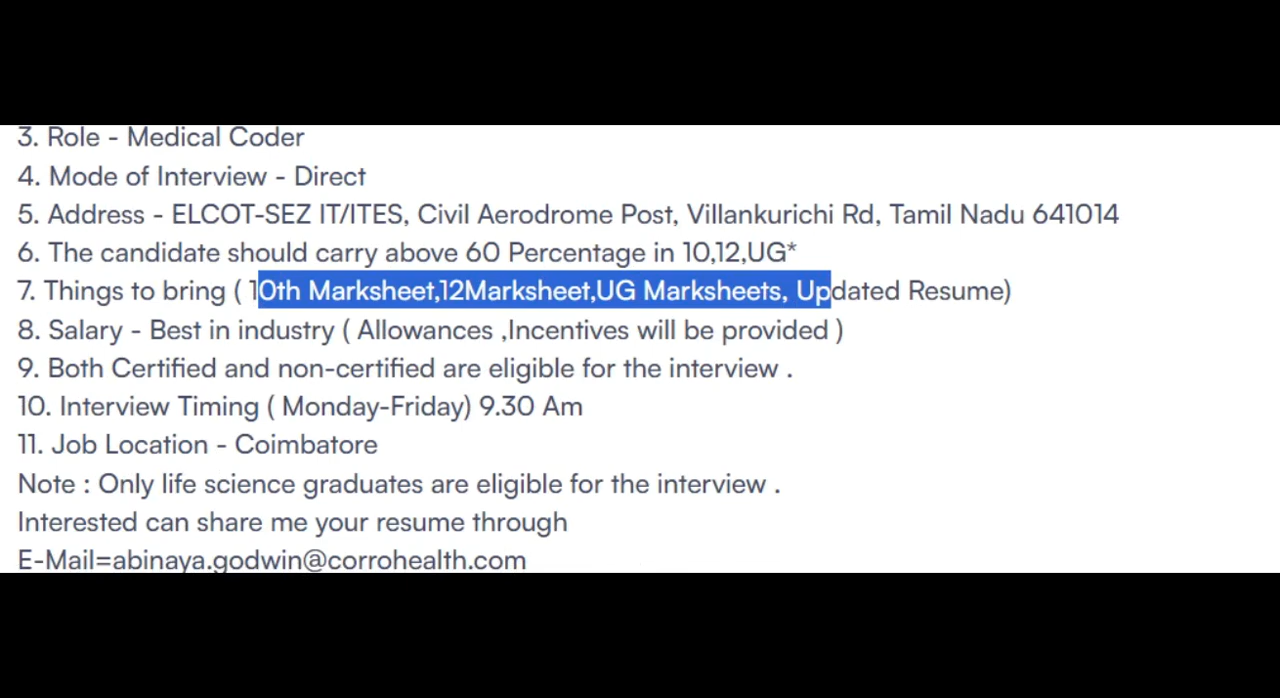 3. Role - Medical Coder
4. Mode of Interview - Direct
5. Address - ELCOT-SEZ IT/ITES, Civil Aerodrome Post, Villankurichi Rd, Tamil Nadu 641014
6. The candidate should carry above 60 Percentage in 10,12,UG*
7. Things to bring ( 10th Marksheet,12Marksheet,UG Marksheets, Updated Resume)
8. Salary - Best in industry ( Allowances ,Incentives will be provided )
9. Both Certified and non-certified are eligible for the interview .
10. Interview Timing ( Monday-Friday) 9.30 Am
11. Job Location - Coimbatore
Note : Only life science graduates are eligible for the interview .
Interested can share me your resume through
E-Mail=abinaya.godwin@corrohealth.com